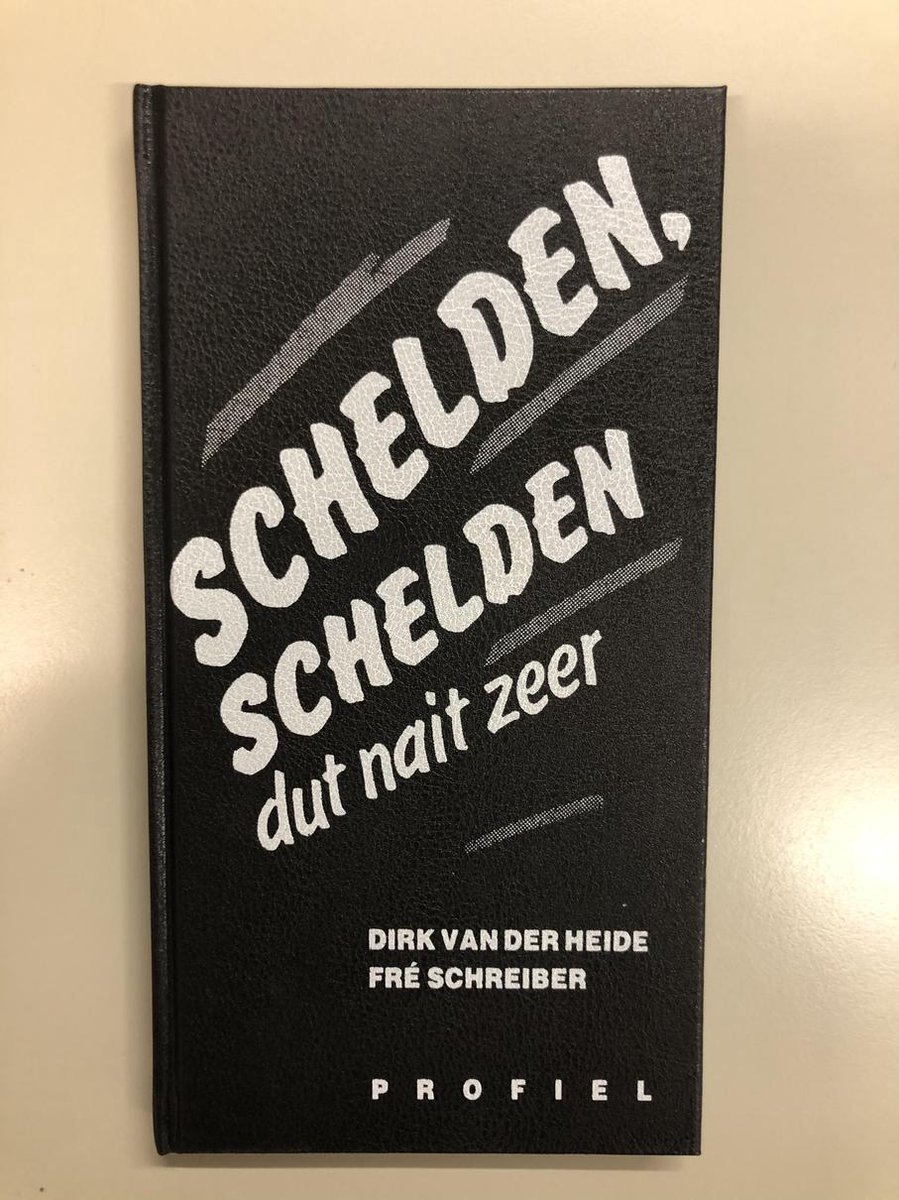 SCHELDEN,
SCHELDEN
dut nait zeer
DIRK VAN DER HEIDE
FRÉ SCHREIBER
PROFIEL